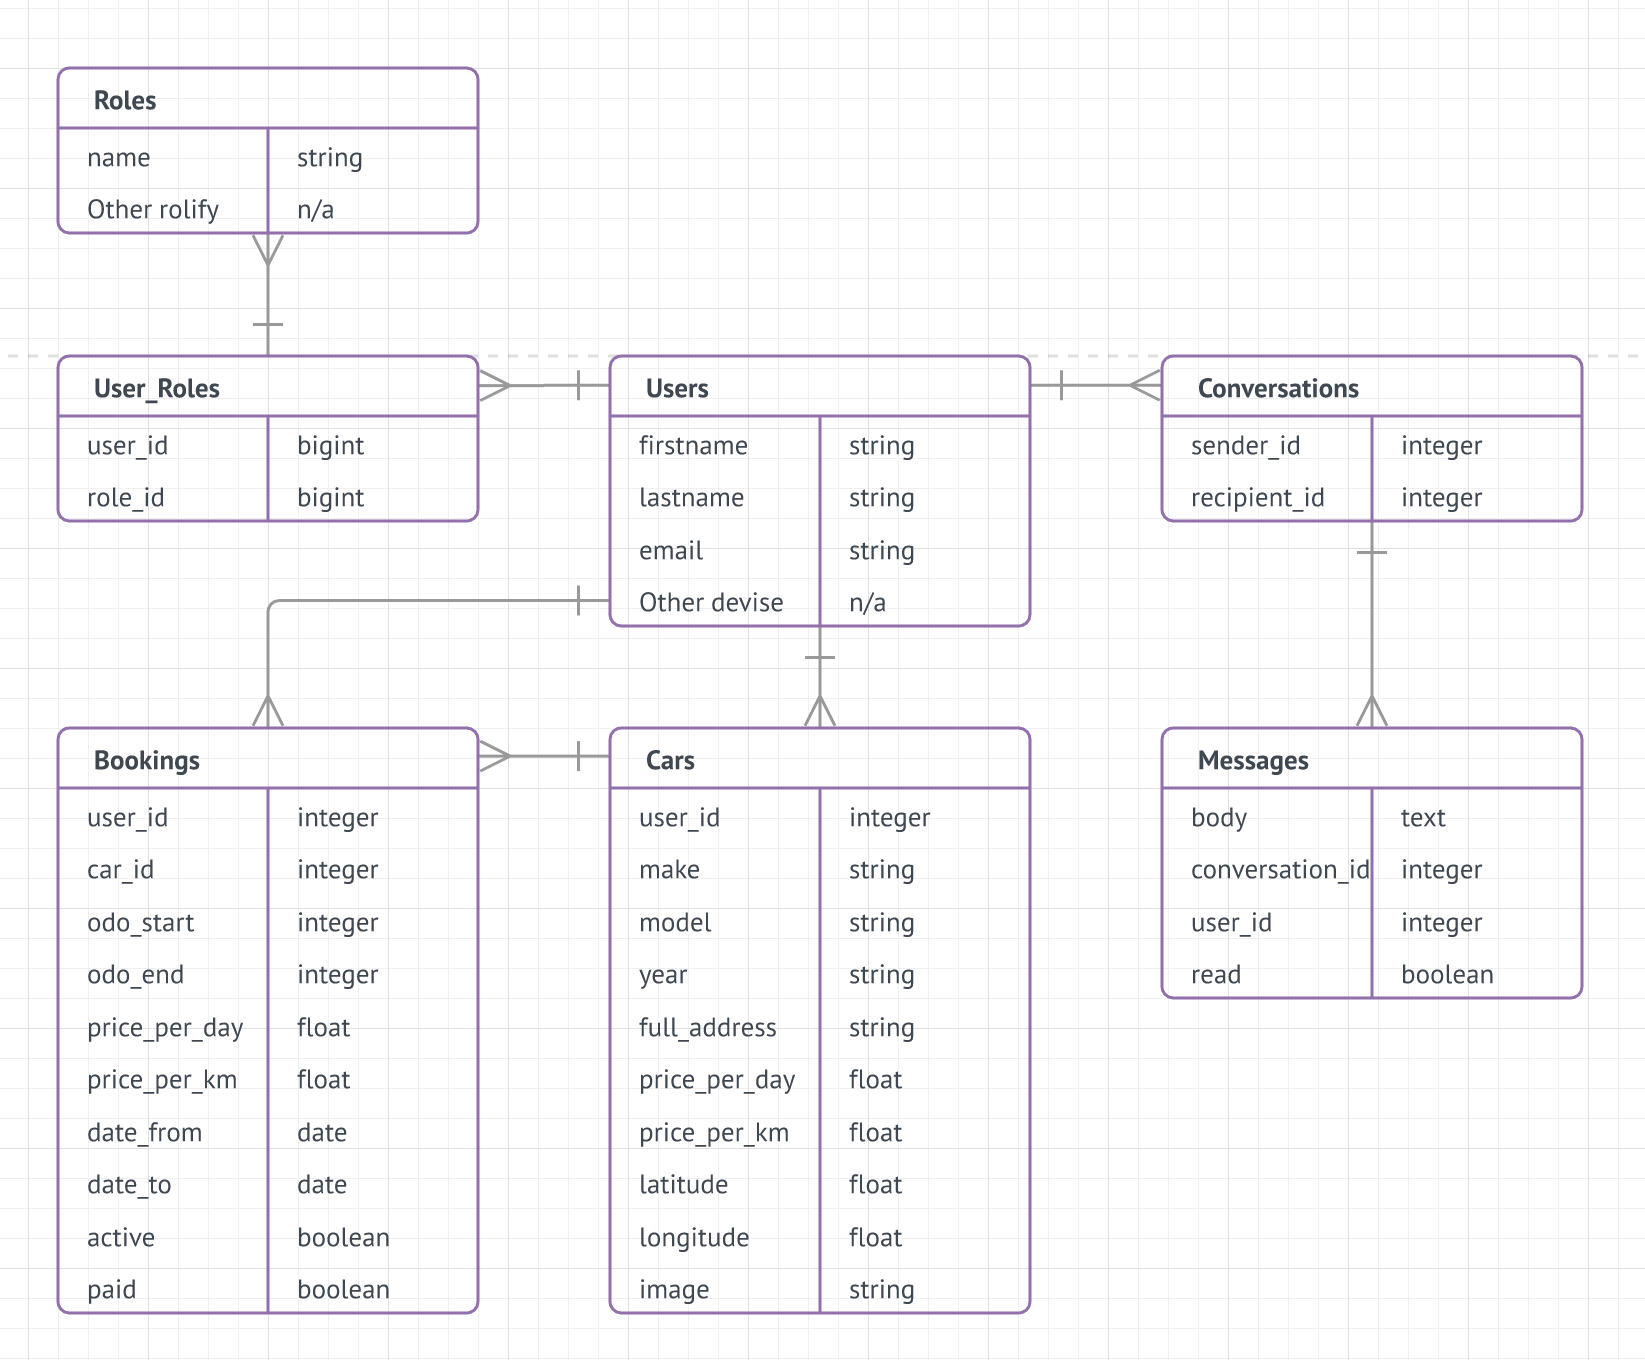 Roles
name string
Other rolify n/a
User_Roles
user_id bigint
role_id bigint
Users
firstname string
lastname string
email string
Other devise n/a
Conversations
sender_id integer
recipient_id integer
Bookings
user_id integer
car_id integer
odo_start integer
odo_end integer
price_per_day float
price_per_km float
date_from date
date_to date
active boolean
paid boolean
Cars
user_id integer
make string
model string
year string
full_address string
price_per_day float
price_per_km float
latitude float
longitude float
image string
Messages
body text
conversation_id integer
user_id integer
read boolean